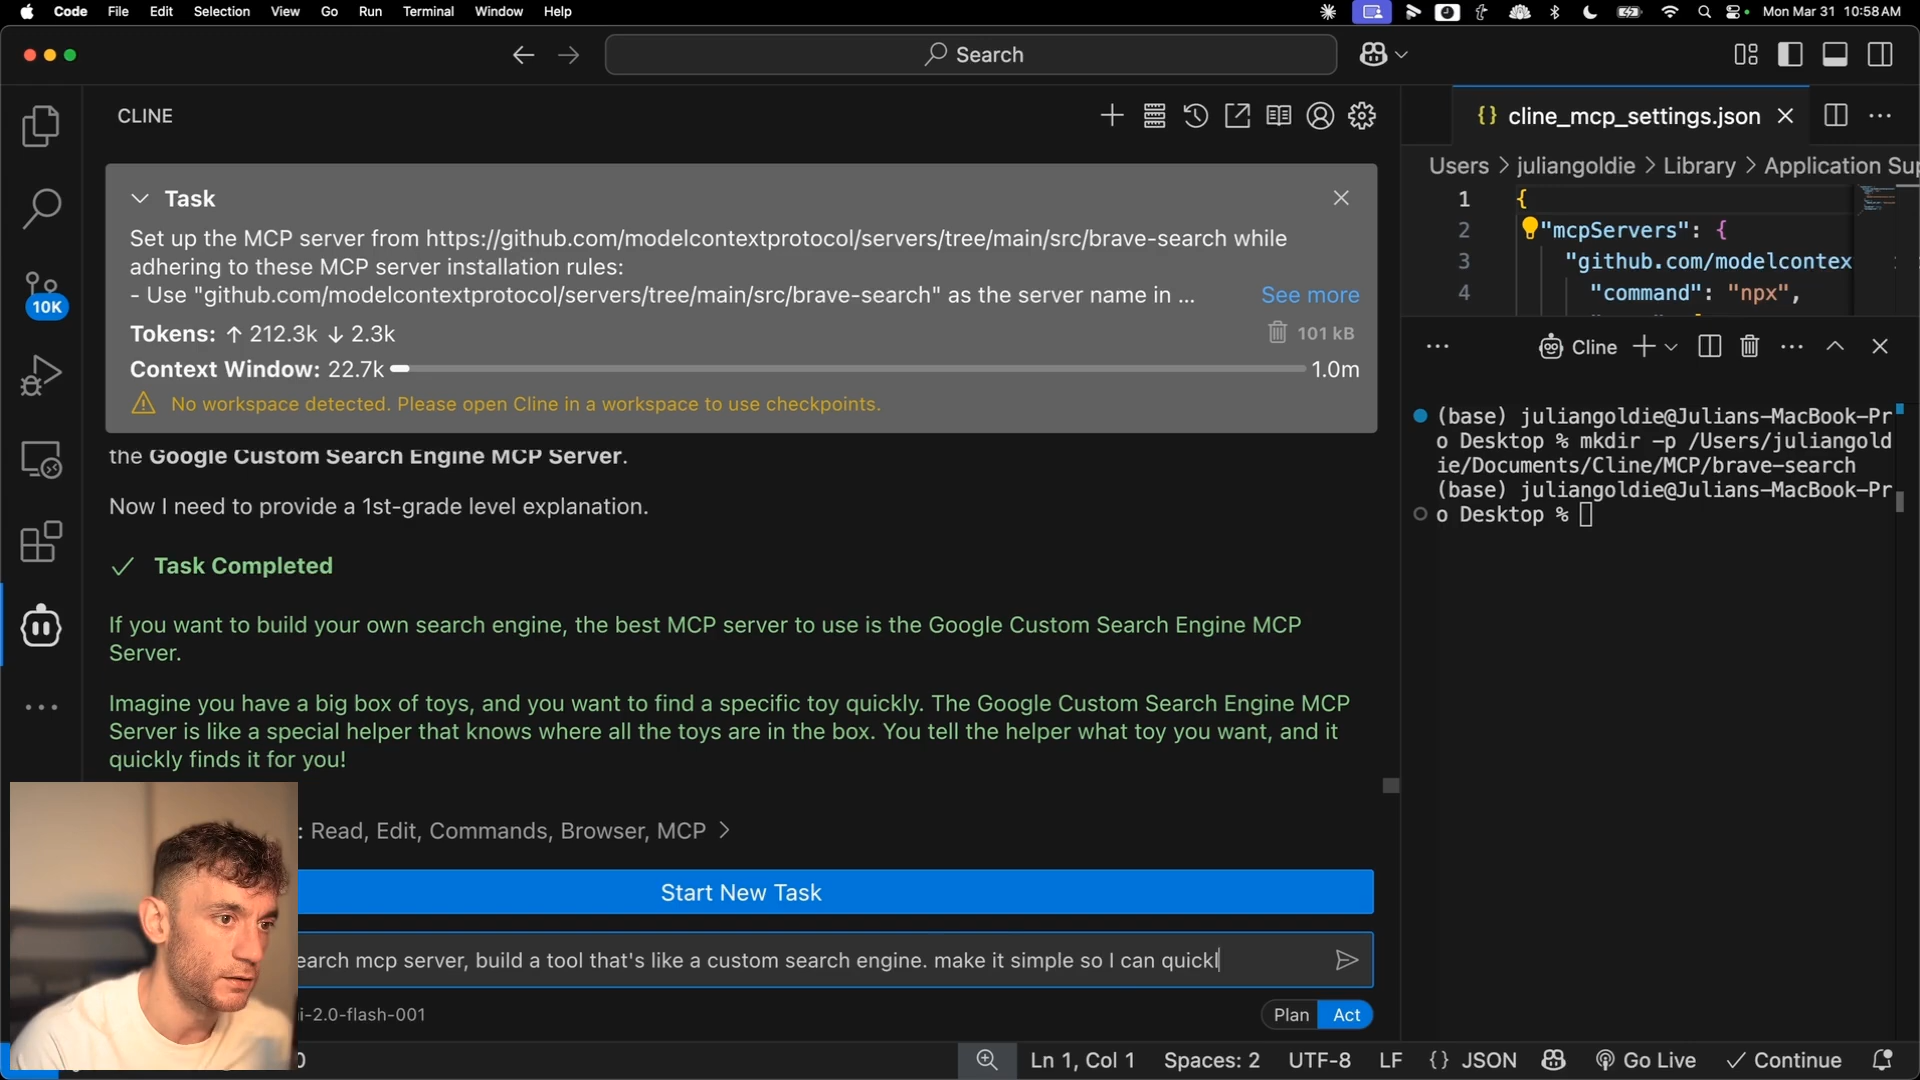 Code File Edit Selection View Go Run Terminal Window Help
Mon Mar 31 10:58 AM
Search
CLINE
Task
Set up the MCP server from https://github.com/modelcontextprotocol/servers/tree/main/src/brave-search while
adhering to these MCP server installation rules:
- Use "github.com/modelcontextprotocol/servers/tree/main/src/brave-search" as the server name in ...
See more
Tokens: ↑ 212.3k ↓ 2.3k
101 kB
Context Window: 22.7k
1.0m
No workspace detected. Please open Cline in a workspace to use checkpoints.
the Google Custom Search Engine MCP Server.
Now I need to provide a 1st-grade level explanation.
Task Completed
If you want to build your own search engine, the best MCP server to use is the Google Custom Search Engine MCP
Server.
Imagine you have a big box of toys, and you want to find a specific toy quickly. The Google Custom Search Engine MCP
Server is like a special helper that knows where all the toys are in the box. You tell the helper what toy you want, and it
quickly finds it for you!
: Read, Edit, Commands, Browser, MCP >
Start New Task
earch mcp server, build a tool that's like a custom search engine. make it simple so I can quickl
i-2.0-flash-001
Plan Act
10K
{} cline_mcp_settings.json
...
Users > juliangoldie > Library > Application Sup
1 {
2 "mcpServers": {
3 "github.com/modelcontex
4 "command": "npx",
... Cline ...
(base) juliangoldie@Julians-MacBook-Pr
o Desktop % mkdir -p /Users/juliangold
ie/Documents/Cline/MCP/brave-search
(base) juliangoldie@Julians-MacBook-Pr
o Desktop %
0
Ln 1, Col 1 Spaces: 2 UTF-8 LF {} JSON Go Live Continue